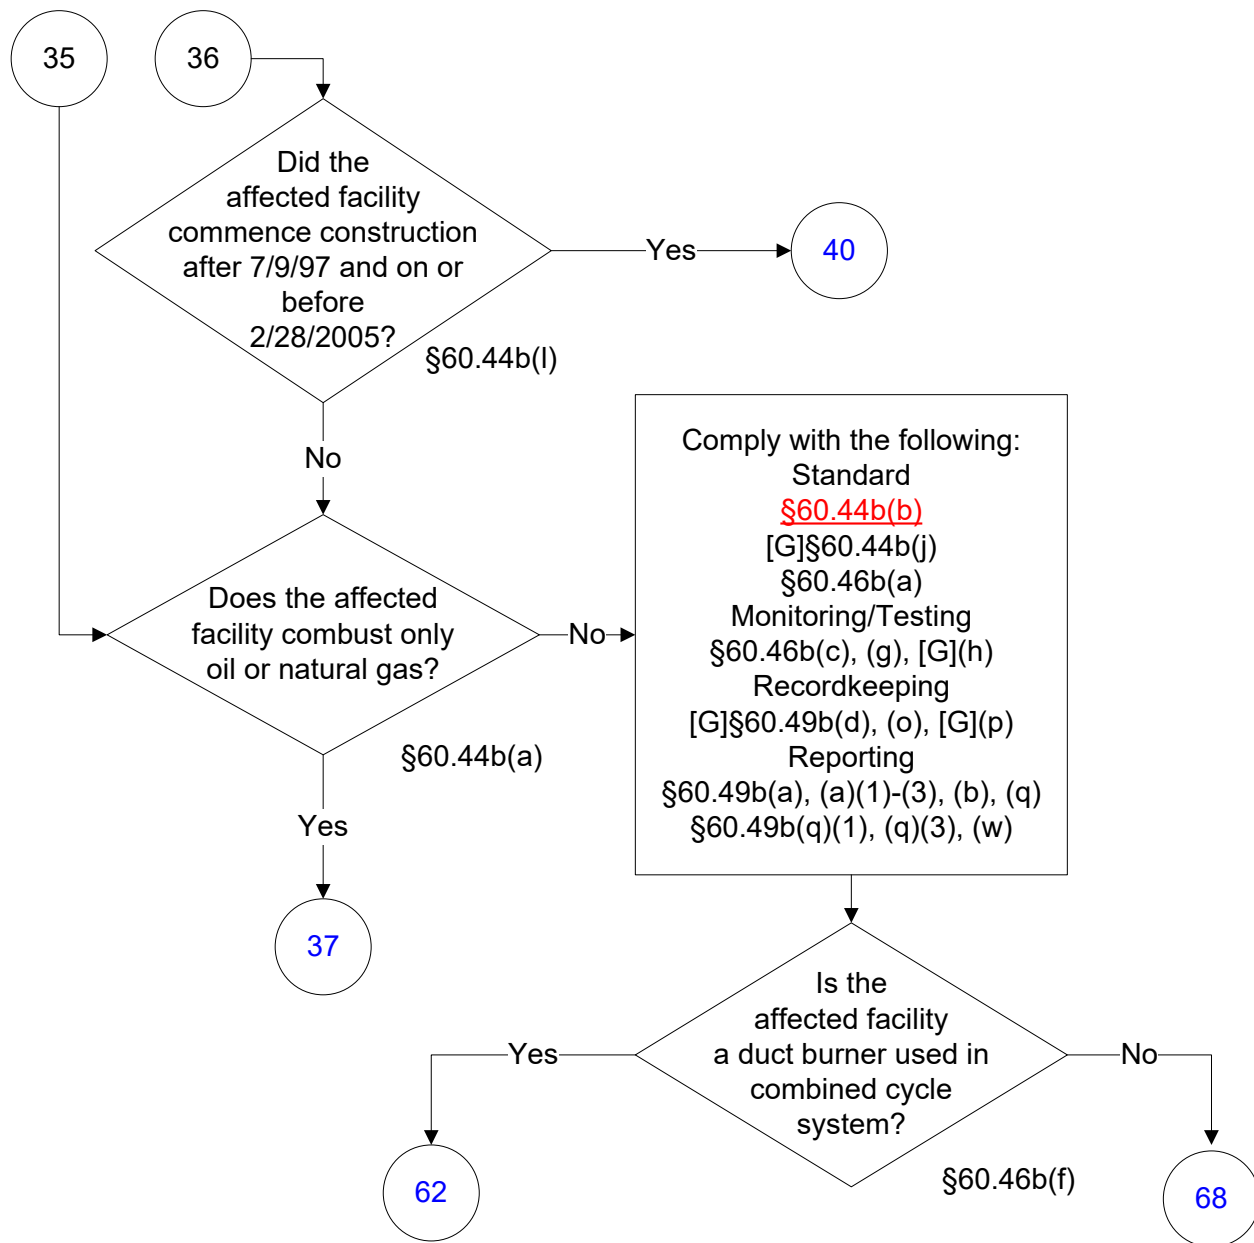 35
36
Did the
affected facility
commence construction
after 7/9/97 and on or
before
2/28/2005?
Yes
40
§60.44b(l)
No
Comply with the following:
Standard
§60.44b(b)
[G]§60.44b(j)
§60.46b(a)
Monitoring/Testing
§60.46b(c), (g), [G](h)
Recordkeeping
[G]§60.49b(d), (o), [G](p)
Reporting
§60.49b(a), (a)(1)-(3), (b), (q)
§60.49b(q)(1), (q)(3), (w)
Does the affected
facility combust only
oil or natural gas?
No
§60.44b(a)
Yes
37
Is the
affected facility
a duct burner used in
combined cycle
system?
Yes
No
§60.46b(f)
62
68